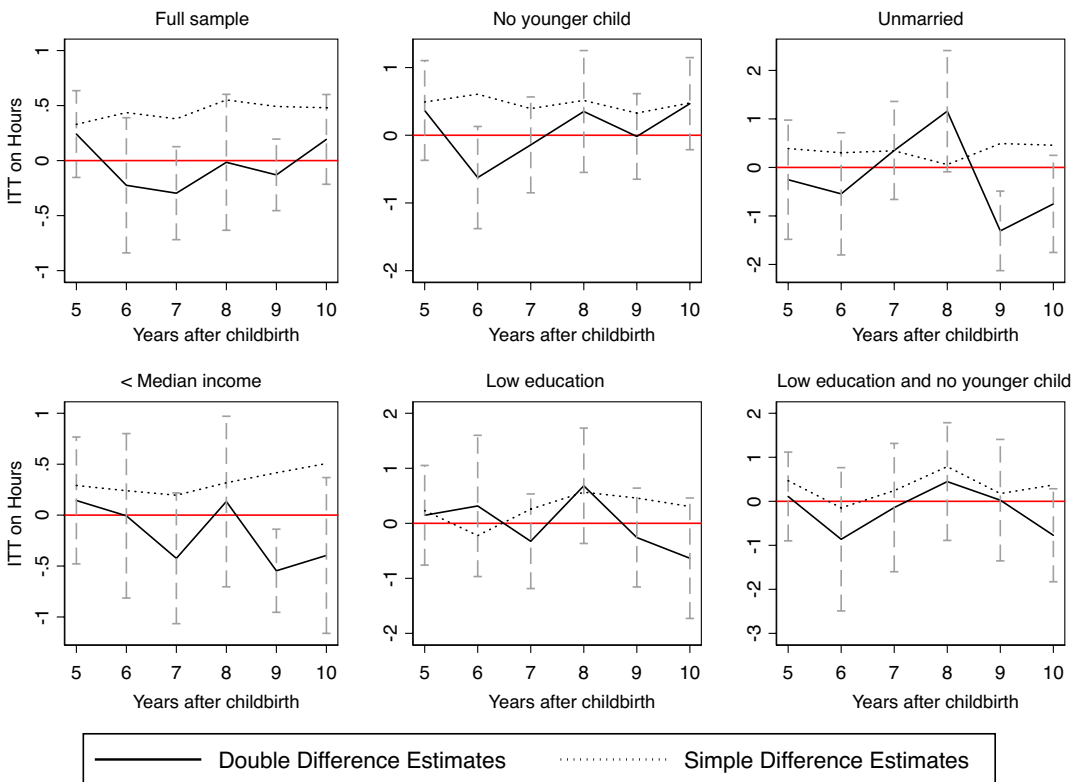 Full sample
ITT on Hours
1
.5
0
-.5
-1
5 6 7 8 9 10
Years after childbirth
No younger child
1
0
-1
-2
5 6 7 8 9 10
Years after childbirth
Unmarried
2
1
0
-1
-2
5 6 7 8 9 10
Years after childbirth
< Median income
ITT on Hours
1
.5
0
-.5
-1
5 6 7 8 9 10
Years after childbirth
Low education
2
1
0
-1
-2
5 6 7 8 9 10
Years after childbirth
Low education and no younger child
2
1
0
-1
-2
-3
5 6 7 8 9 10
Years after childbirth
Double Difference Estimates
Simple Difference Estimates